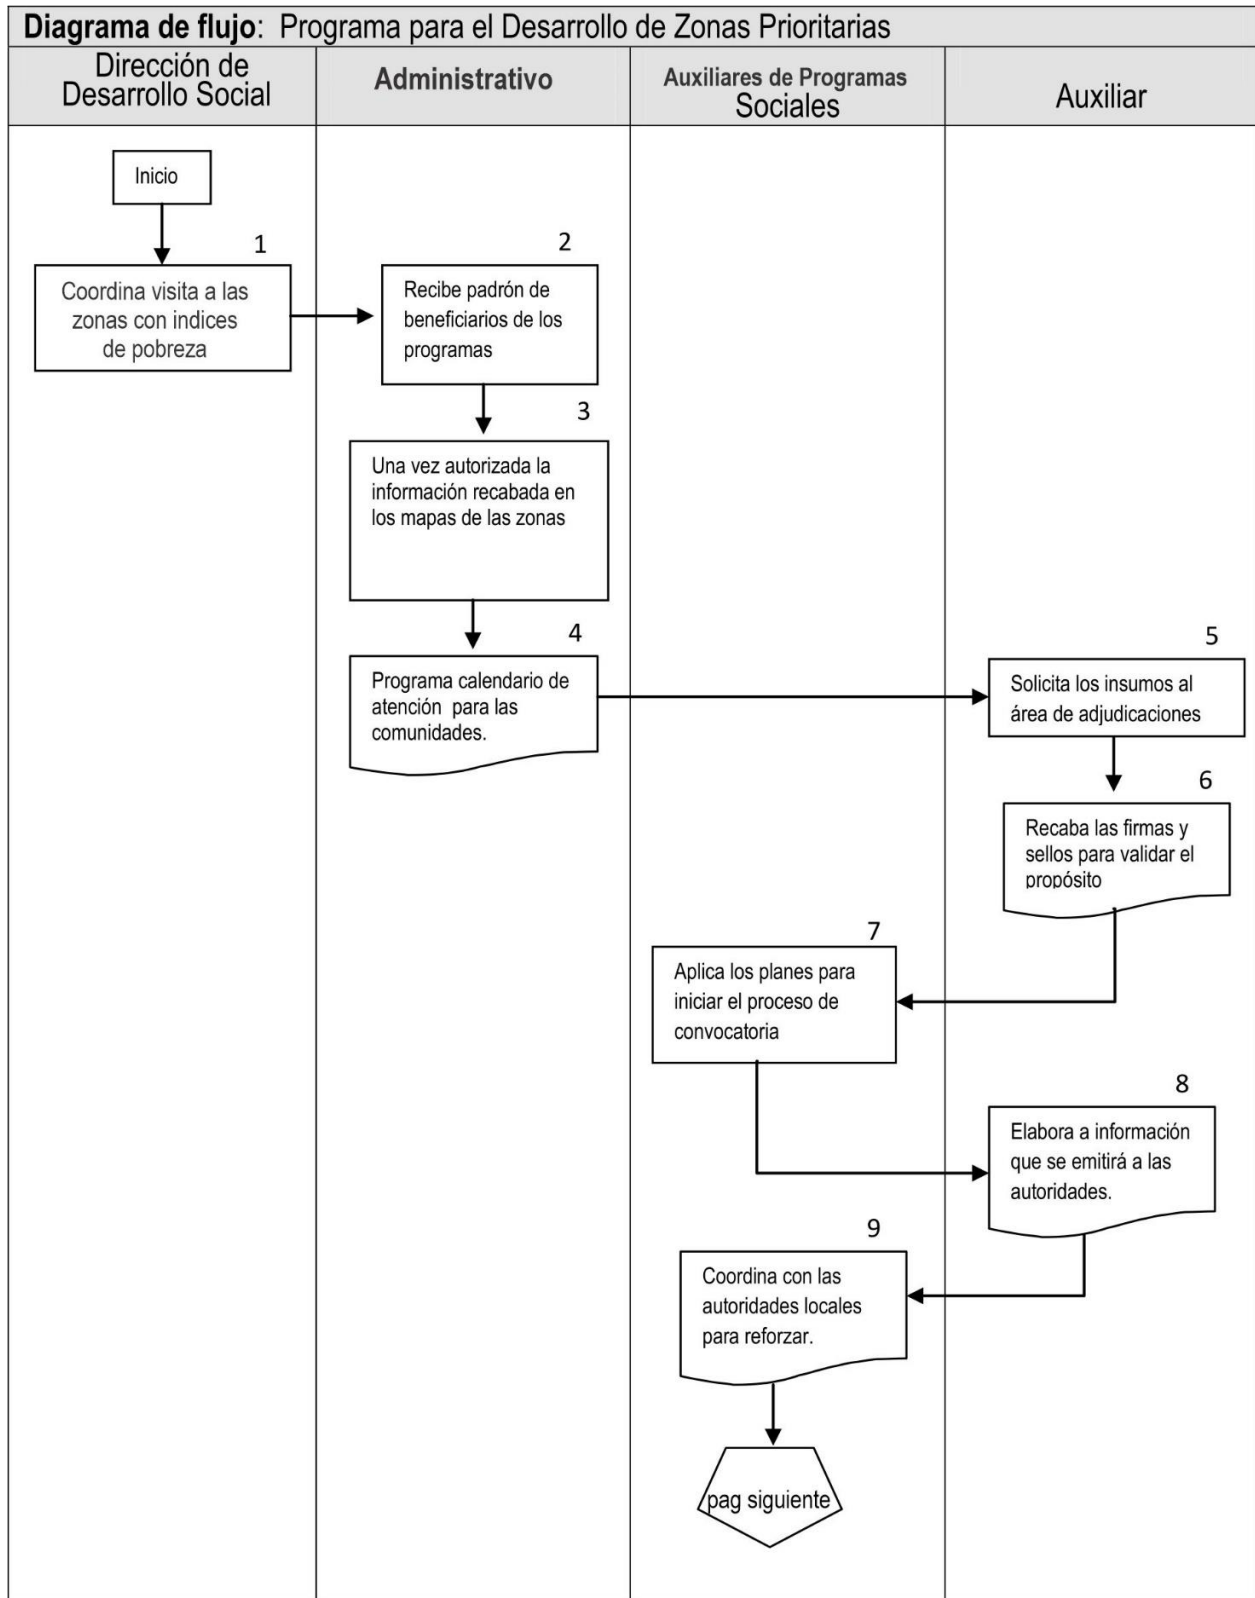 Diagrama de flujo: Programa para el Desarrollo de Zonas Prioritarias
Dirección de
Desarrollo Social
Administrativo
Auxiliares de Programas
Sociales
Auxiliar
Inicio
1
Coordina visita a las
zonas con indices
de pobreza
2
Recibe padrón de
beneficiarios de los
programas
3
Una vez autorizada la
información recabada en
los mapas de las zonas
4
Programa calendario de
atención para las
comunidades.
5
Solicita los insumos al
área de adjudicaciones
6
Recaba las firmas y
sellos para validar el
propósito
7
Aplica los planes para
iniciar el proceso de
convocatoria
8
Elabora a información
que se emitirá a las
autoridades.
9
Coordina con las
autoridades locales
para reforzar.
pag siguiente